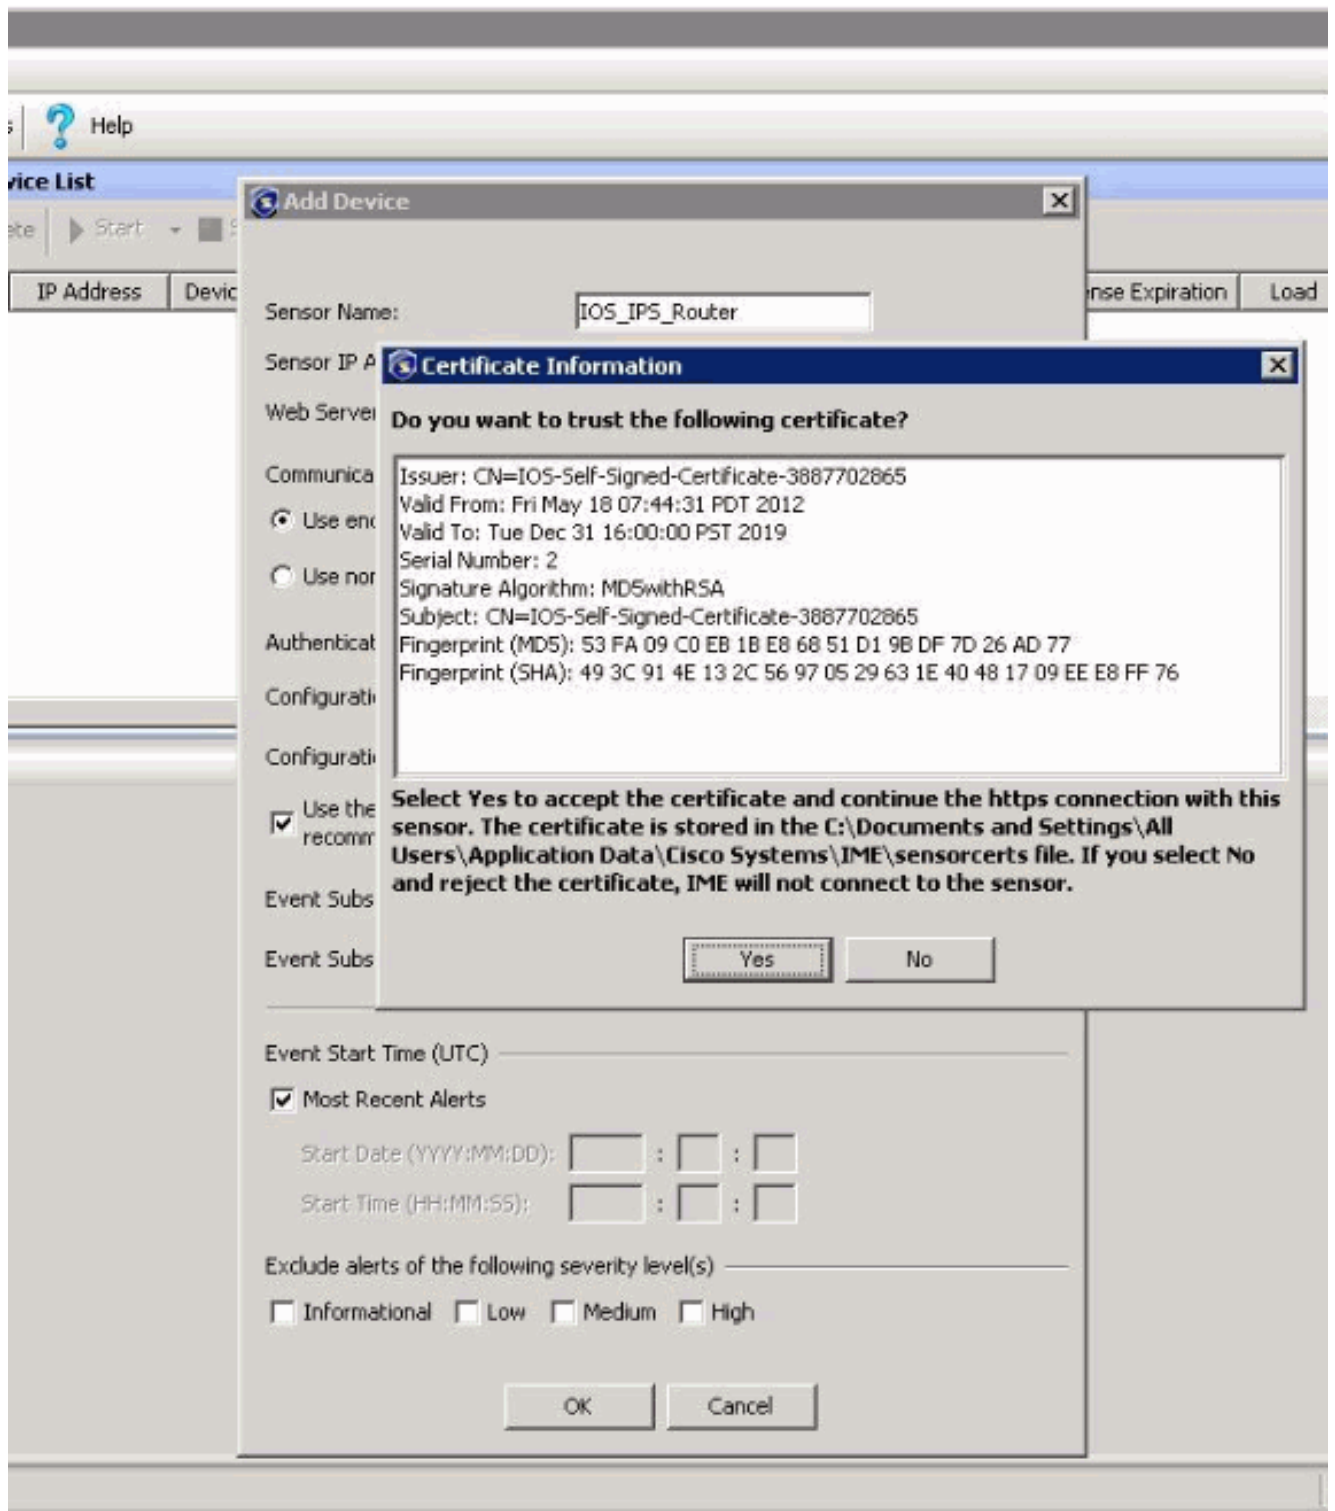 Help
vice List
Add Device
Start
IP Address Devic
nse Expiration Load
Sensor Name: IOS_IPS_Router
Sensor IP A
Certificate Information
Web Server
Do you want to trust the following certificate?
Communica
Issuer: CN=IOS-Self-Signed-Certificate-3887702865
Valid From: Fri May 18 07:44:31 PDT 2012
Use enc
Valid To: Tue Dec 31 16:00:00 PST 2019
Serial Number: 2
Use nor
Signature Algorithm: MD5withRSA
Subject: CN=IOS-Self-Signed-Certificate-3887702865
Authenticat
Fingerprint (MD5): 53 FA 09 C0 EB 1B E8 68 51 D1 9B DF 7D 26 AD 77
Fingerprint (SHA): 49 3C 91 4E 13 2C 56 97 05 29 63 1E 40 48 17 09 EE E8 FF 76
Configurati
Configurati
Use the
recomm
Select Yes to accept the certificate and continue the https connection with this
sensor. The certificate is stored in the C:\Documents and Settings\All
Users\Application Data\Cisco Systems\IME\sensorcerts file. If you select No
and reject the certificate, IME will not connect to the sensor.
Event Subs
Event Subs
Yes No
Event Start Time (UTC)
Most Recent Alerts
Start Date (YYYY:MM:DD): : :
Start Time (HH:MM:SS): : :
Exclude alerts of the following severity level(s)
Informational Low Medium High
OK Cancel